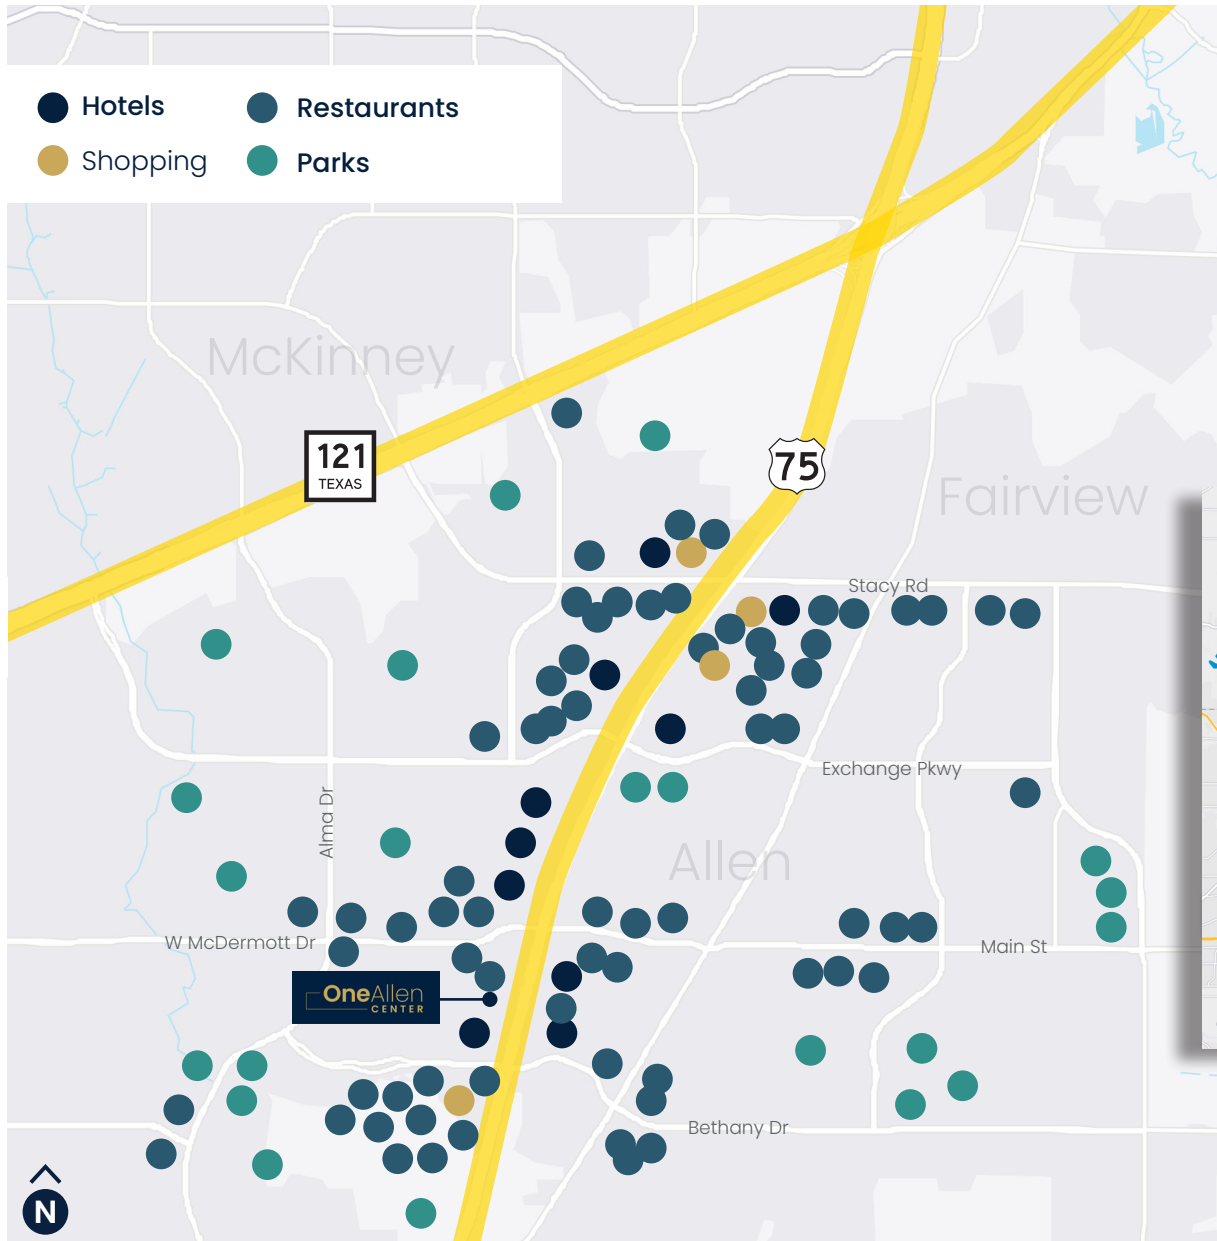 Hotels
Restaurants
Shopping
Parks
McKinney
121
TEXAS
75
Fairview
Stacy Rd
Exchange Pkwy
Alma Dr
Allen
W McDermott Dr
Main St
OneAllen
CENTER
Bethany Dr
N